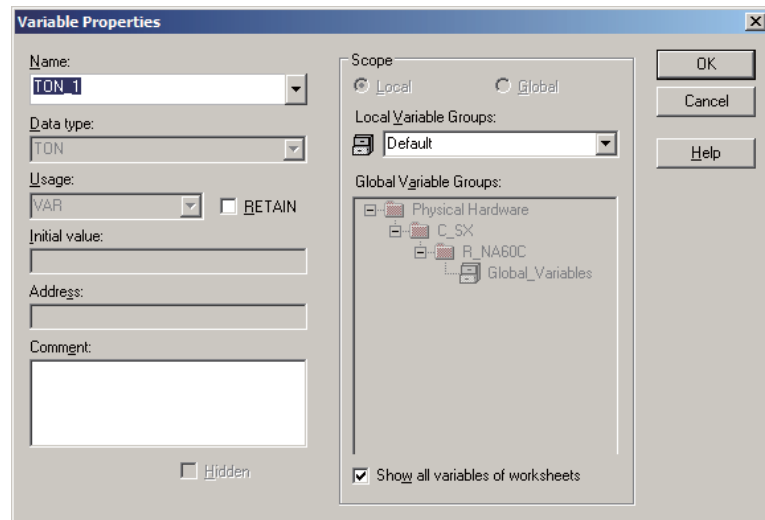 Variable Properties
Name:
TON_1
Data type:
TON
Usage:
VAR
RETAIN
Initial value:
Address:
Comment:
Hidden
Scope
Local
Global
Local Variable Groups:
Default
Global Variable Groups:
Physical Hardware
C_SX
R_NA60C
Global_Variables
Show all variables of worksheets
OK
Cancel
Help